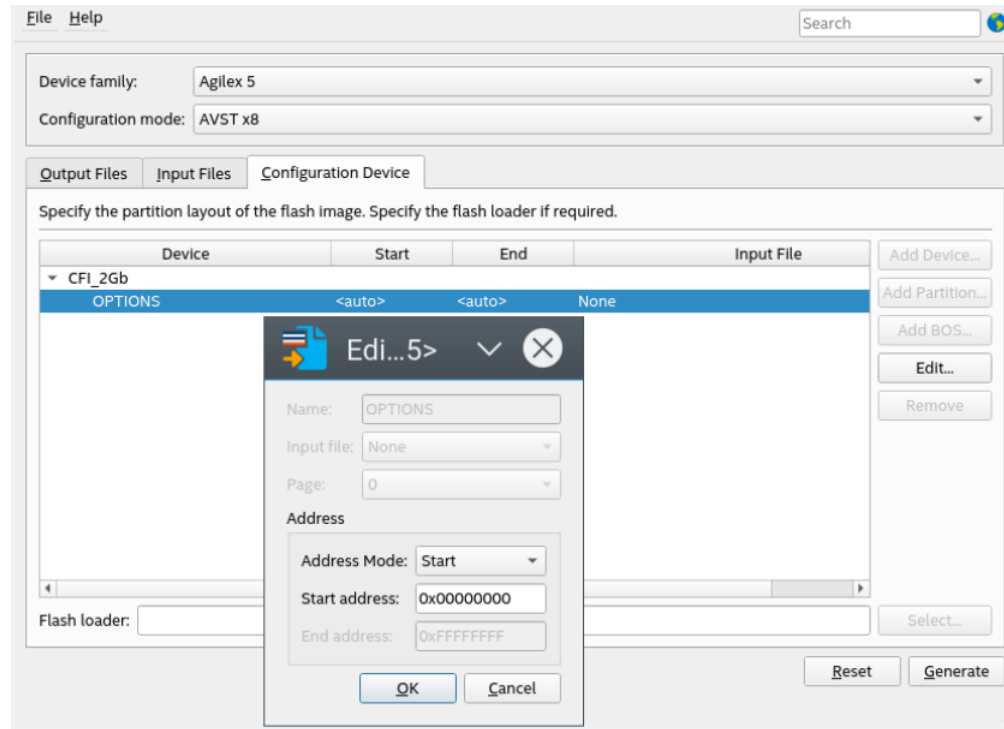 File Help
Search
Device family: Agilex 5
Configuration mode: AVST x8
Output Files Input Files Configuration Device
Specify the partition layout of the flash image. Specify the flash loader if required.
Device Start End Input File
CFI_2Gb
OPTIONS <auto> <auto> None
Add Device...
Add Partition...
Add BOS...
Edit...
Remove
Edi...5>
Name: OPTIONS
Input file: None
Page: 0
Address
Address Mode: Start
Start address: 0x00000000
End address: 0xFFFFFFFF
OK Cancel
Flash loader: Select...
Reset Generate